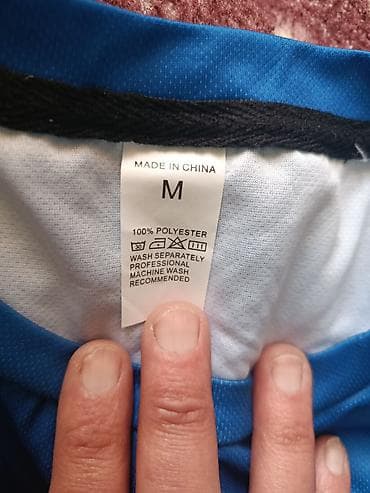 MADE IN CHINA
M
100% POLYESTER
WASH SEPARATELY
PROFESSIONAL
MACHINE WASH
RECOMMENDED